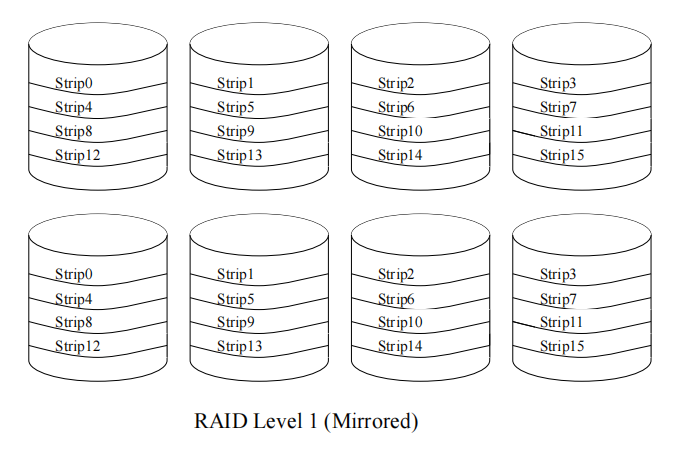 Strip0 Strip1 Strip2 Strip3
Strip4 Strip5 Strip6 Strip7
Strip8 Strip9 Strip10 Strip11
Strip12 Strip13 Strip14 Strip15
Strip0 Strip1 Strip2 Strip3
Strip4 Strip5 Strip6 Strip7
Strip8 Strip9 Strip10 Strip11
Strip12 Strip13 Strip14 Strip15
RAID Level 1 (Mirrored)